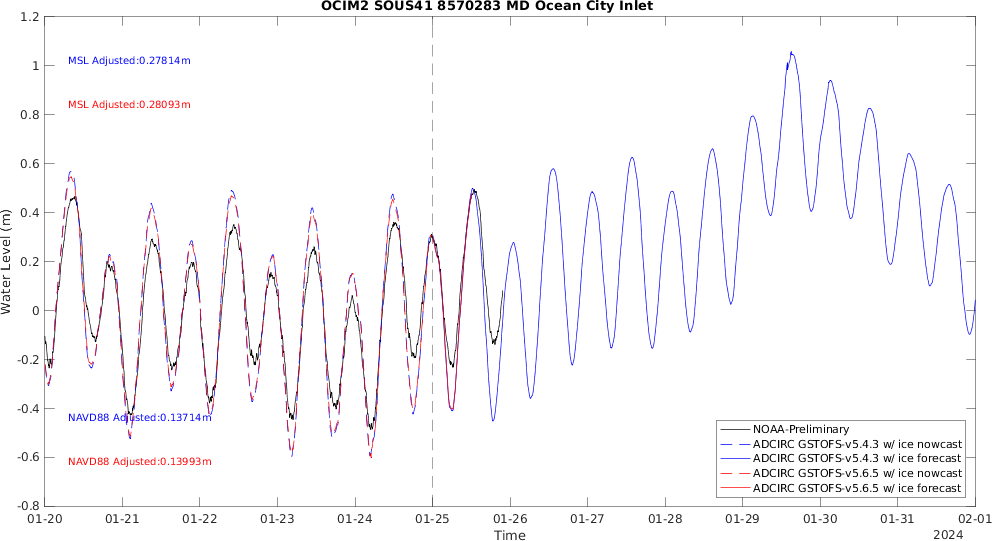 OCIM2 SOUS41 8570283 MD Ocean City Inlet
1.2
1
0.8
0.6
0.4
0.2
0
-0.2
-0.4
-0.6
-0.8
Water Level (m)
MSL Adjusted:0.27814m
MSL Adjusted:0.28093m
NAVD88 Adjusted:0.13714m
NAVD88 Adjusted:0.13993m
NOAA-Preliminary
ADCIRC GSTOFS-v5.4.3 w/ ice nowcast
ADCIRC GSTOFS-v5.4.3 w/ ice forecast
ADCIRC GSTOFS-v5.6.5 w/ ice nowcast
ADCIRC GSTOFS-v5.6.5 w/ ice forecast
01-20 01-21 01-22 01-23 01-24 01-25 01-26 01-27 01-28 01-29 01-30 01-31 02-01
Time
2024